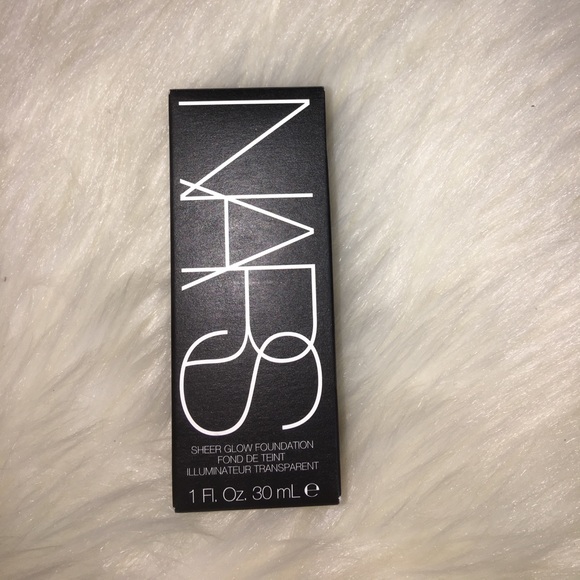 NARS
SHEER GLOW FOUNDATION
FOND DE TEINT
ILLUMINATEUR TRANSPARENT
1 Fl. Oz. 30 mL ℮